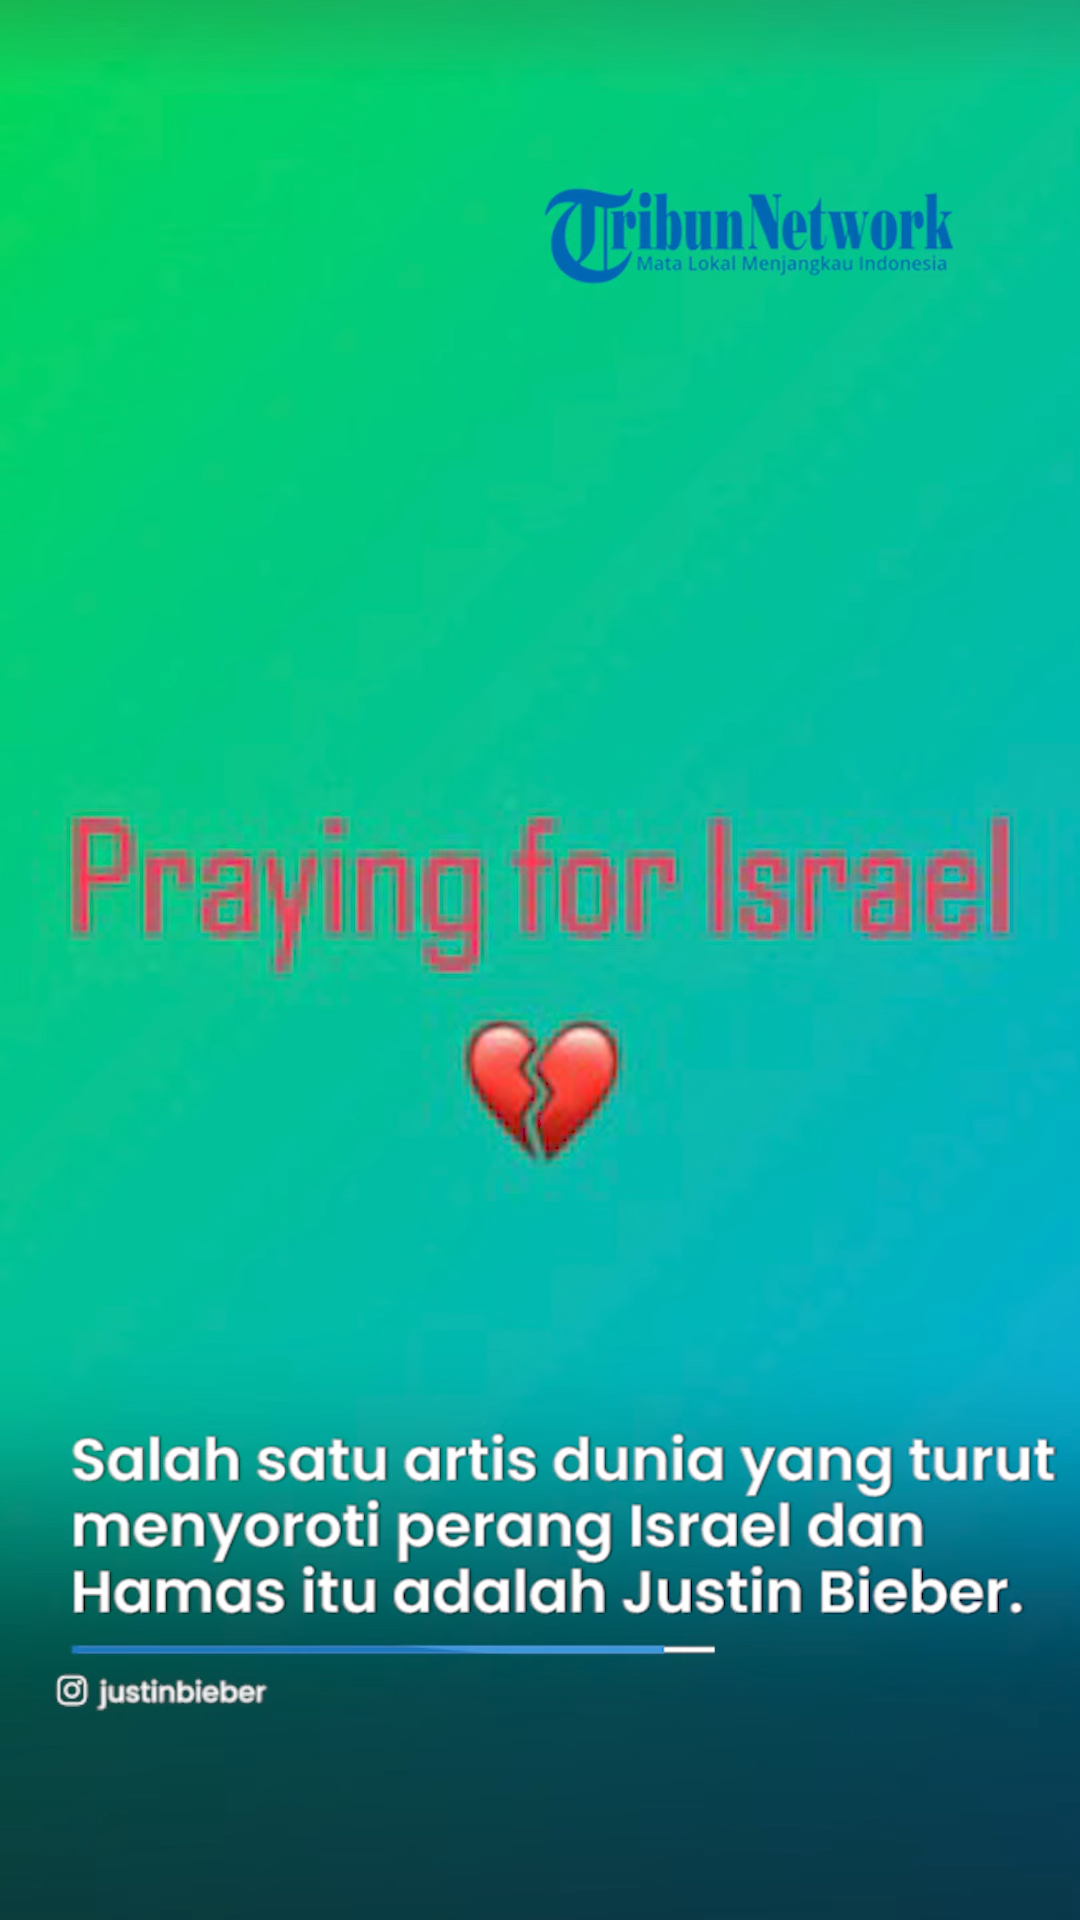 TribunNetwork
Mata Lokal Menjangkau Indonesia
Praying for Israel
Salah satu artis dunia yang turut
menyoroti perang Israel dan
Hamas itu adalah Justin Bieber.
justinbieber